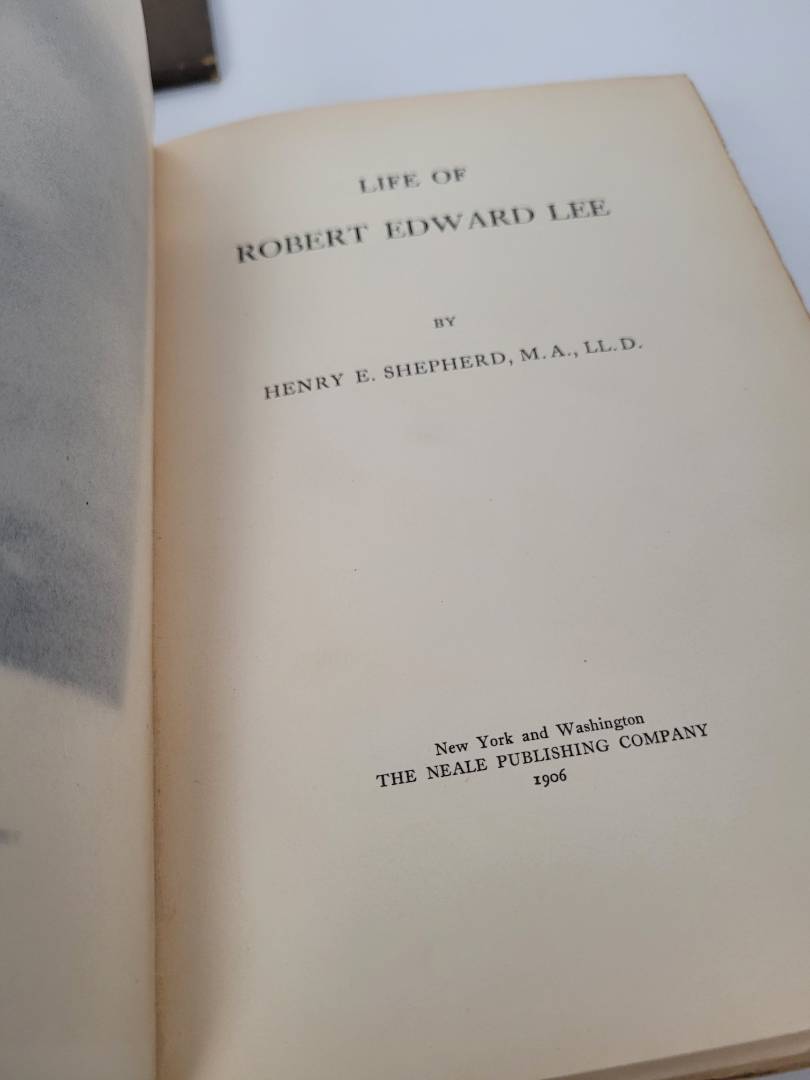 LIFE OF
ROBERT EDWARD LEE
BY
HENRY E. SHEPHERD, M.A., LL.D.
New York and Washington
THE NEALE PUBLISHING COMPANY
1906